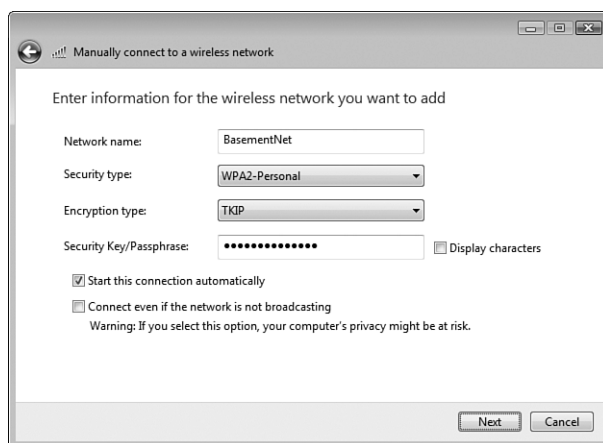 Manually connect to a wireless network
Enter information for the wireless network you want to add
Network name: BasementNet
Security type: WPA2-Personal
Encryption type: TKIP
Security Key/Passphrase: •••••••••••••• Display characters
Start this connection automatically
Connect even if the network is not broadcasting
Warning: If you select this option, your computer's privacy might be at risk.
Next Cancel